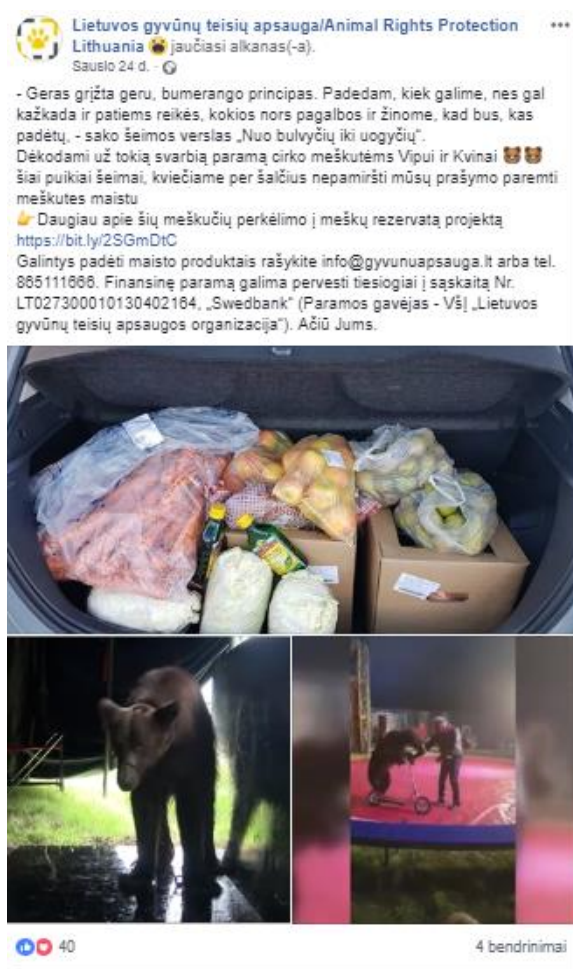 Lietuvos gyvūnų teisių apsauga/Animal Rights Protection
Lithuania 😿 jaučiasi alkanas(-a).
Sausio 24 d. ·
- Geras grįžta geru, bumerango principas. Padedam, kiek galime, nes gal
kažkada ir patiems reikės, kokios nors pagalbos ir žinome, kad bus, kas
padėtų, - sako šeimos verslas „Nuo bulvyčių iki uogyčių“.
Dėkodami už tokią svarbią paramą cirko meškutėms Vipui ir Kvinai 🐻🐻
šiai puikiai šeimai, kviečiame per šalčius nepamiršti mūsų prašymo paremti
meškutes maistu
👉 Daugiau apie šių meškučių perkėlimo į meškų rezervatą projektą
https://bit.ly/2SGmDtC
Galintys padėti maisto produktais rašykite info@gyvunuapsauga.lt arba tel.
865111666. Finansinę paramą galima pervesti tiesiogiai į sąskaitą Nr.
LT027300010130402164, „Swedbank“ (Paramos gavėjas - VšĮ „Lietuvos
gyvūnų teisių apsaugos organizacija“). Ačiū Jums.
40
4 bendrinimai